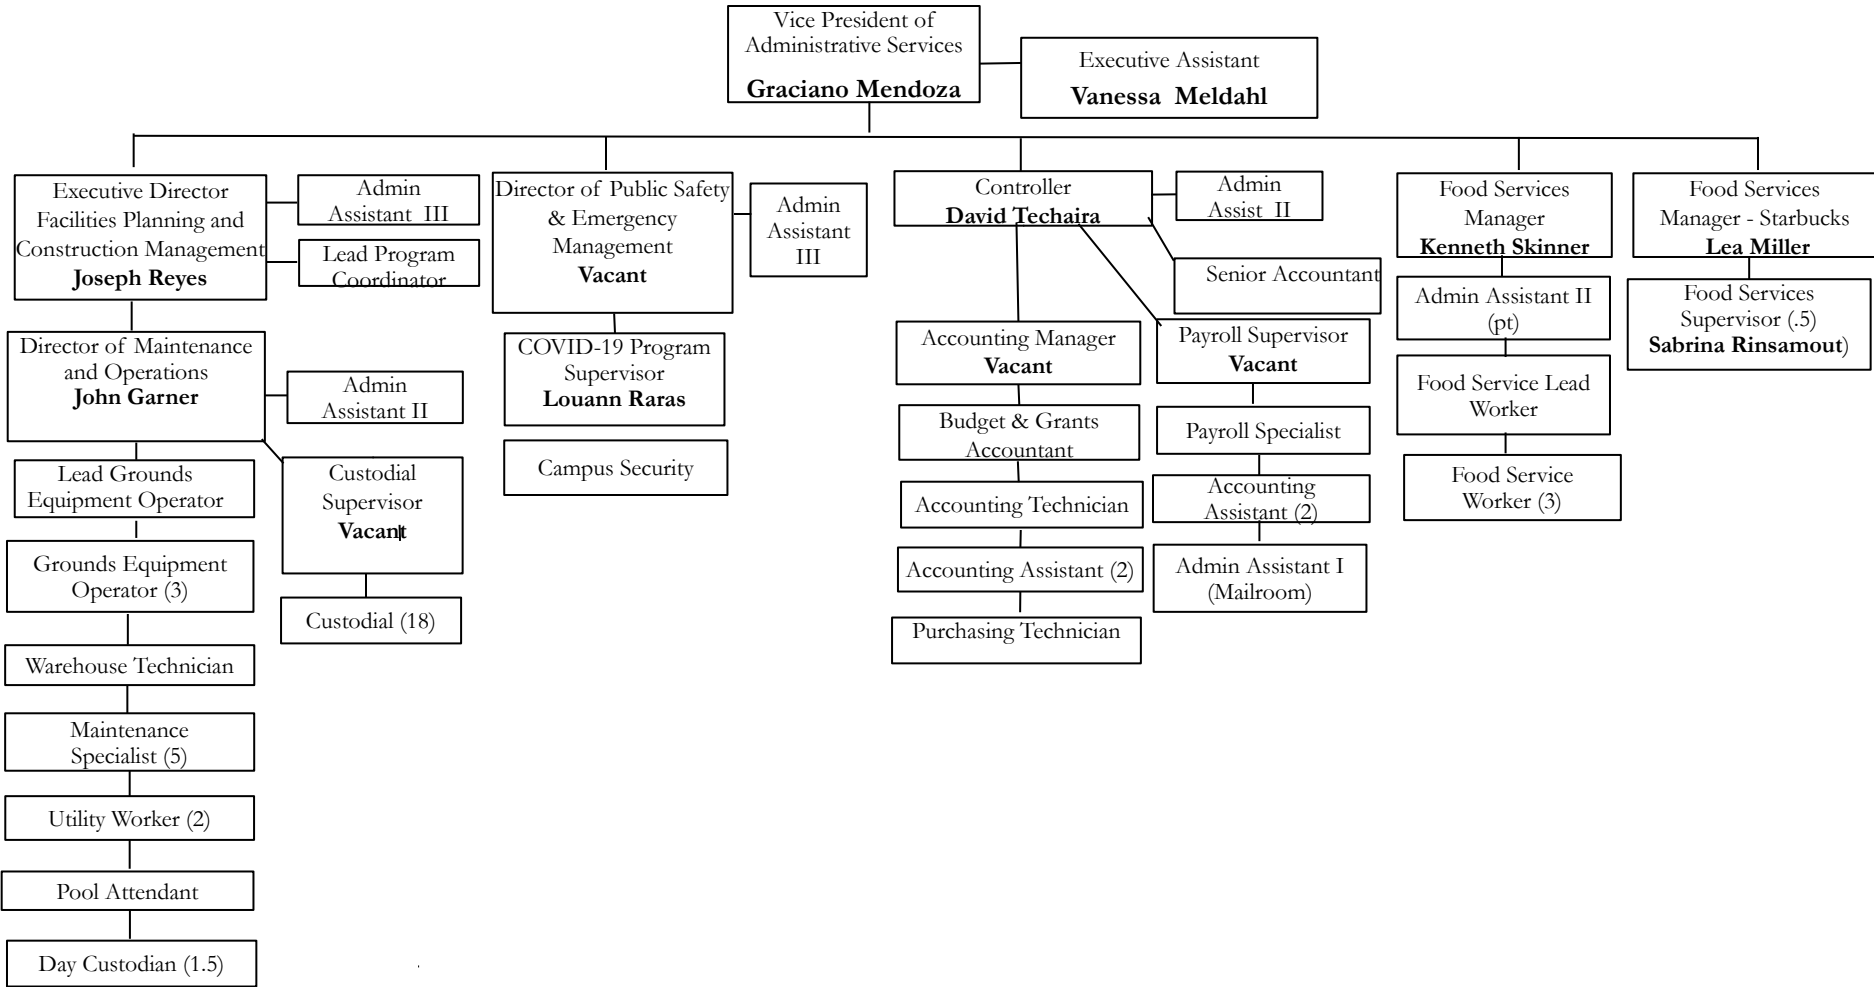 Vice President of
Administrative Services
Graciano Mendoza
Executive Assistant
Vanessa Meldahl
Executive Director
Facilities Planning and
Construction Management
Joseph Reyes
Admin
Assistant III
Lead Program
Coordinator
Director of Maintenance
and Operations
John Garner
Admin
Assistant II
Lead Grounds
Equipment Operator
Custodial
Supervisor
Vacant
Custodial (18)
Grounds Equipment
Operator (3)
Warehouse Technician
Maintenance
Specialist (5)
Utility Worker (2)
Pool Attendant
Day Custodian (1.5)
Director of Public Safety
& Emergency
Management
Vacant
Admin
Assistant
III
COVID-19 Program
Supervisor
Louann Raras
Campus Security
Controller
David Techaira
Admin
Assist II
Senior Accountant
Accounting Manager
Vacant
Budget & Grants
Accountant
Accounting Technician
Accounting Assistant (2)
Purchasing Technician
Payroll Supervisor
Vacant
Payroll Specialist
Accounting
Assistant (2)
Admin Assistant I
(Mailroom)
Food Services
Manager
Kenneth Skinner
Admin Assistant II
(pt)
Food Service Lead
Worker
Food Service
Worker (3)
Food Services
Manager - Starbucks
Lea Miller
Food Services
Supervisor (.5)
Sabrina Rinsamout)